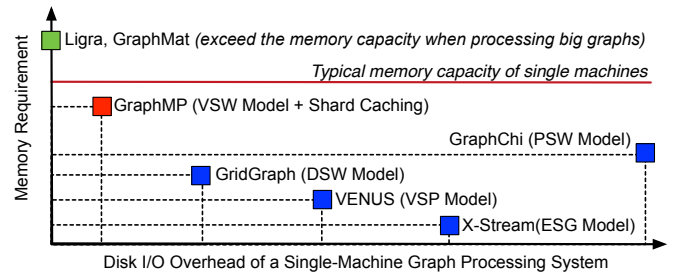 Ligra, GraphMat (exceed the memory capacity when processing big graphs)
Typical memory capacity of single machines
GraphMP (VSW Model + Shard Caching)
GraphChi (PSW Model)
GridGraph (DSW Model)
VENUS (VSP Model)
X-Stream(ESG Model)
Memory Requirement
Disk I/O Overhead of a Single-Machine Graph Processing System